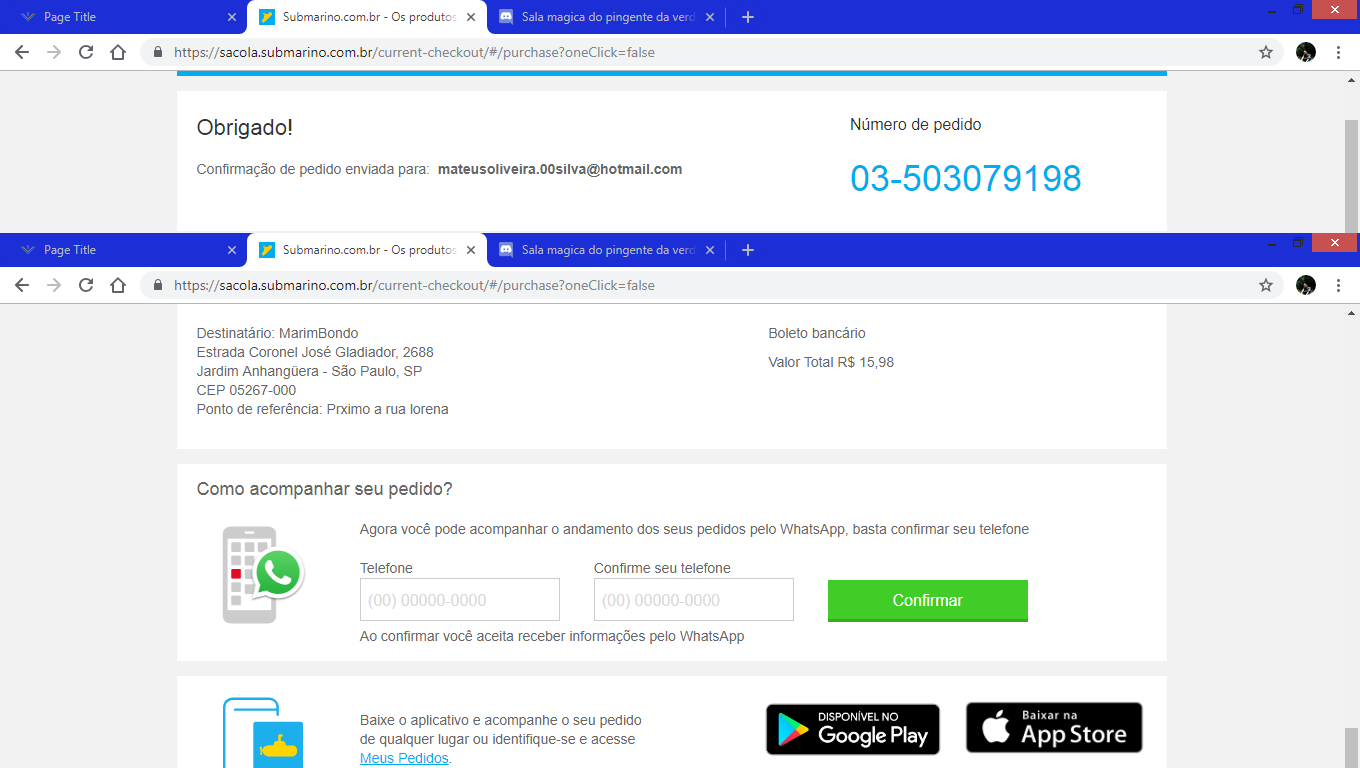 Page Title
Submarino.com.br - Os produtos
Sala magica do pingente da verd
https://sacola.submarino.com.br/current-checkout/#/purchase?oneClick=false
Obrigado!
Número de pedido
Confirmação de pedido enviada para: mateusoliveira.00silva@hotmail.com
03-503079198
Page Title
Submarino.com.br - Os produtos
Sala magica do pingente da verd
https://sacola.submarino.com.br/current-checkout/#/purchase?oneClick=false
Destinatário: MarimBondo
Estrada Coronel José Gladiador, 2688
Jardim Anhangüera - São Paulo, SP
CEP 05267-000
Ponto de referência: Prximo a rua lorena
Boleto bancário
Valor Total R$ 15,98
Como acompanhar seu pedido?
Agora você pode acompanhar o andamento dos seus pedidos pelo WhatsApp, basta confirmar seu telefone
Telefone
Confirme seu telefone
(00) 00000-0000
(00) 00000-0000
Confirmar
Ao confirmar você aceita receber informações pelo WhatsApp
Baixe o aplicativo e acompanhe o seu pedido
de qualquer lugar ou identifique-se e acesse
Meus Pedidos.
DISPONÍVEL NO
Google Play
Baixar na
App Store